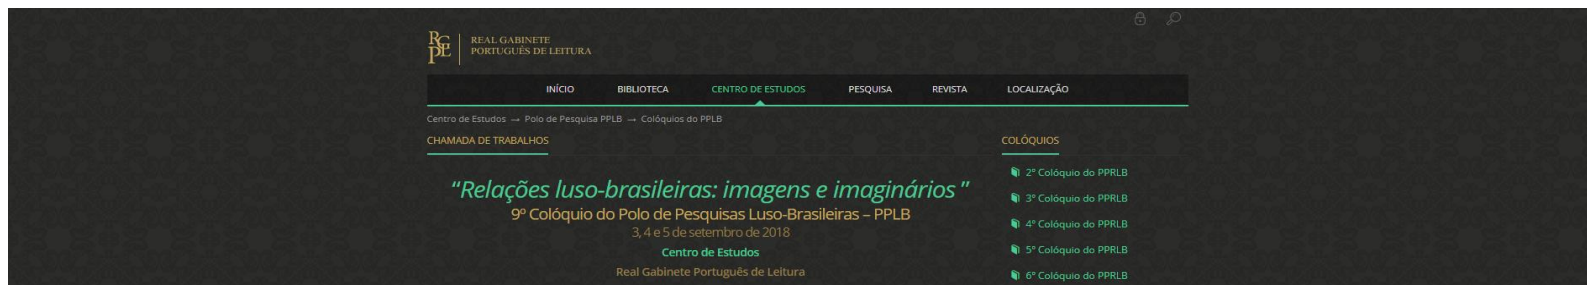 RGPL
REAL GABINETE
PORTUGUÊS DE LEITURA
INÍCIO BIBLIOTECA CENTRO DE ESTUDOS PESQUISA REVISTA LOCALIZAÇÃO
Centro de Estudos → Polo de Pesquisa PPLB → Colóquios do PPLB
CHAMADA DE TRABALHOS
“Relações luso-brasileiras: imagens e imaginários ”
9º Colóquio do Polo de Pesquisas Luso-Brasileiras – PPLB
3, 4 e 5 de setembro de 2018
Centro de Estudos
Real Gabinete Português de Leitura
COLÓQUIOS
2º Colóquio do PPRLB
3º Colóquio do PPRLB
4º Colóquio do PPRLB
5º Colóquio do PPRLB
6º Colóquio do PPRLB